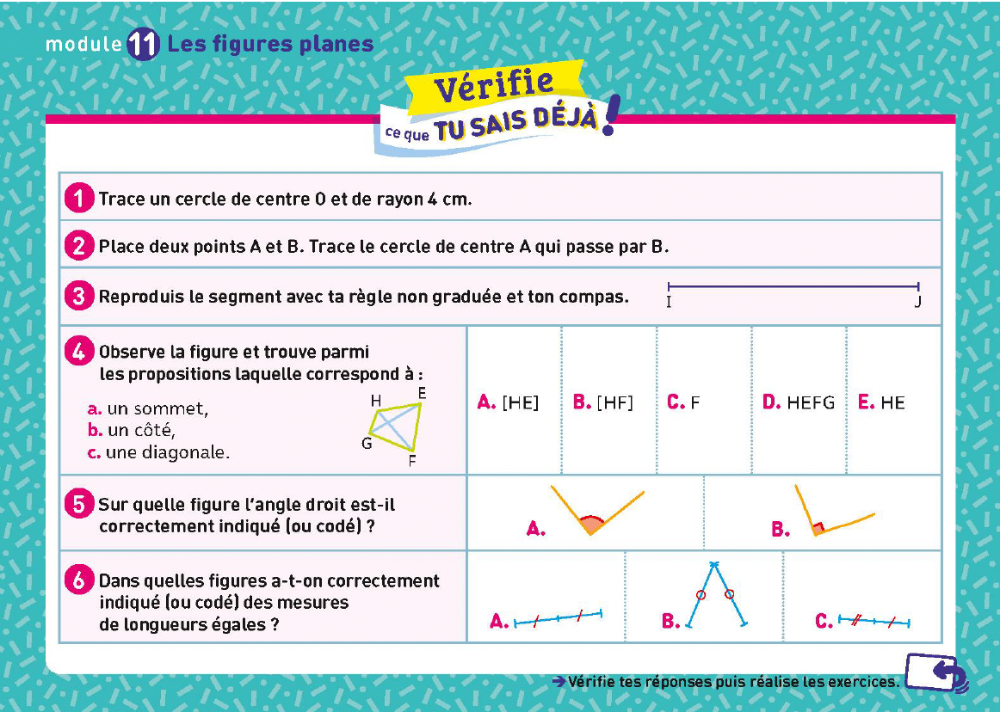 module 11 Les figures planes
Vérifie
ce que TU SAIS DÉJÀ !
1 Trace un cercle de centre O et de rayon 4 cm.
2 Place deux points A et B. Trace le cercle de centre A qui passe par B.
3 Reproduis le segment avec ta règle non graduée et ton compas.
I J
4 Observe la figure et trouve parmi
les propositions laquelle correspond à :
a. un sommet,
b. un côté,
c. une diagonale.
H E
G F
A. [HE] B. [HF] C. F D. HEFG E. HE
5 Sur quelle figure l'angle droit est-il
correctement indiqué (ou codé) ?
A. B.
6 Dans quelles figures a-t-on correctement
indiqué (ou codé) des mesures
de longueurs égales ?
A. B. C.
➔ Vérifie tes réponses puis réalise les exercices.